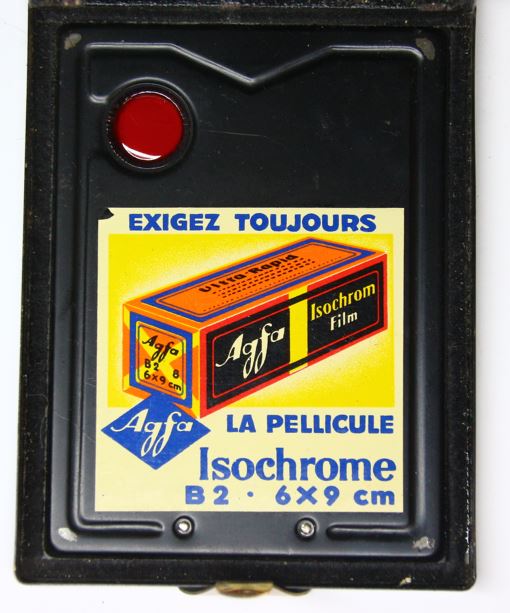 EXIGEZ TOUJOURS
Ultra Rapid
Isochrom
Film
Agfa
Agfa
B2 8
6×9 cm
Agfa
LA PELLICULE
Isochrome
B2 · 6×9 cm